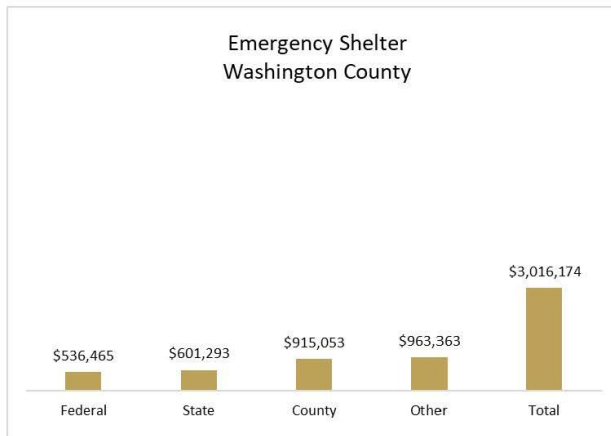 Emergency Shelter
Washington County
$3,016,174
$915,053 $963,363
$536,465 $601,293
Federal State County Other Total